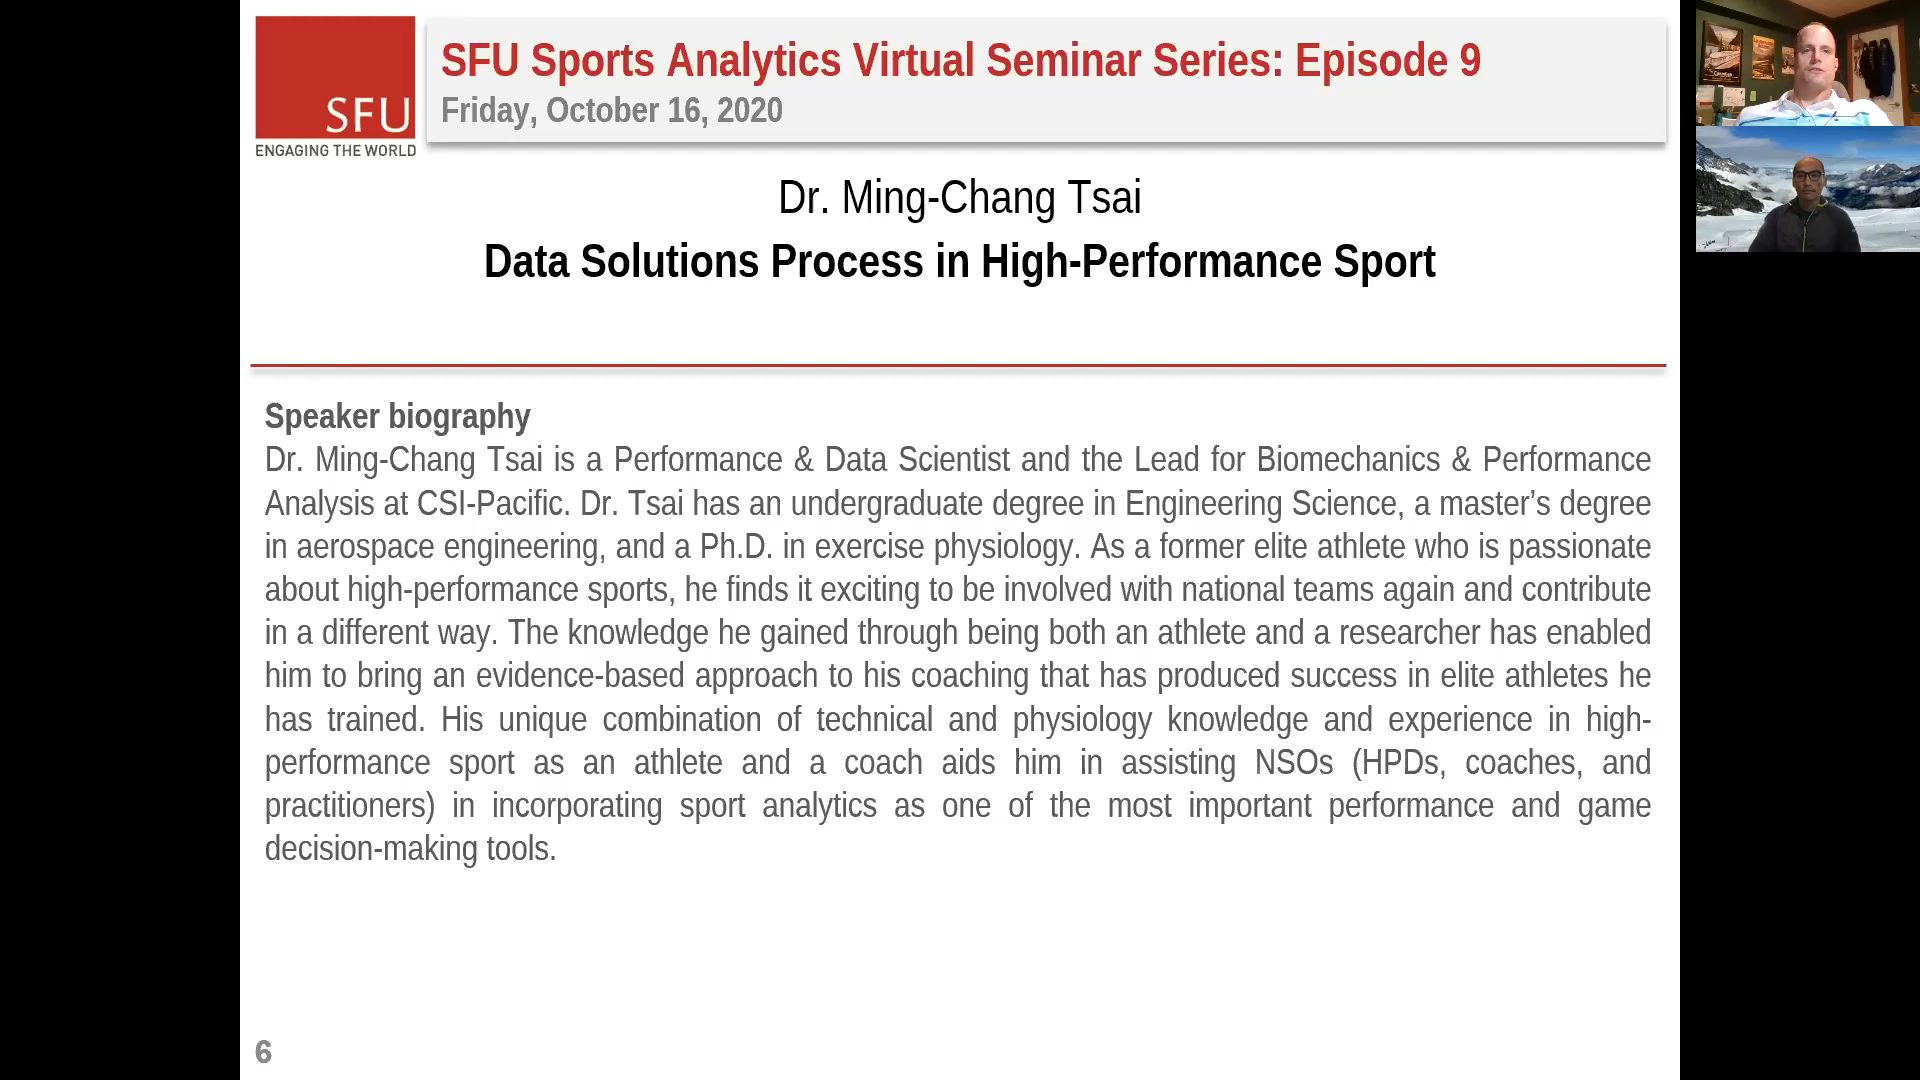 SFU
ENGAGING THE WORLD
SFU Sports Analytics Virtual Seminar Series: Episode 9
Friday, October 16, 2020
Dr. Ming-Chang Tsai
Data Solutions Process in High-Performance Sport
Speaker biography
Dr. Ming-Chang Tsai is a Performance & Data Scientist and the Lead for Biomechanics & Performance
Analysis at CSI-Pacific. Dr. Tsai has an undergraduate degree in Engineering Science, a master’s degree
in aerospace engineering, and a Ph.D. in exercise physiology. As a former elite athlete who is passionate
about high-performance sports, he finds it exciting to be involved with national teams again and contribute
in a different way. The knowledge he gained through being both an athlete and a researcher has enabled
him to bring an evidence-based approach to his coaching that has produced success in elite athletes he
has trained. His unique combination of technical and physiology knowledge and experience in high-
performance sport as an athlete and a coach aids him in assisting NSOs (HPDs, coaches, and
practitioners) in incorporating sport analytics as one of the most important performance and game
decision-making tools.
6